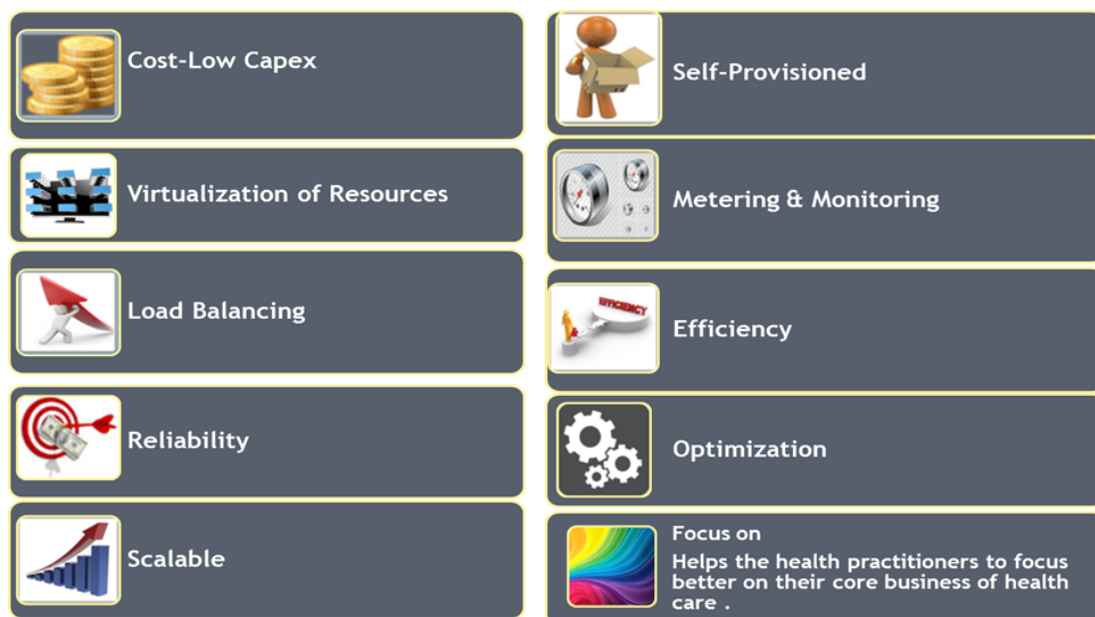 Cost-Low Capex
Virtualization of Resources
Load Balancing
Reliability
Scalable
Self-Provisioned
Metering & Monitoring
EFFICIENCY
Efficiency
Optimization
Focus on
Helps the health practitioners to focus
better on their core business of health
care .